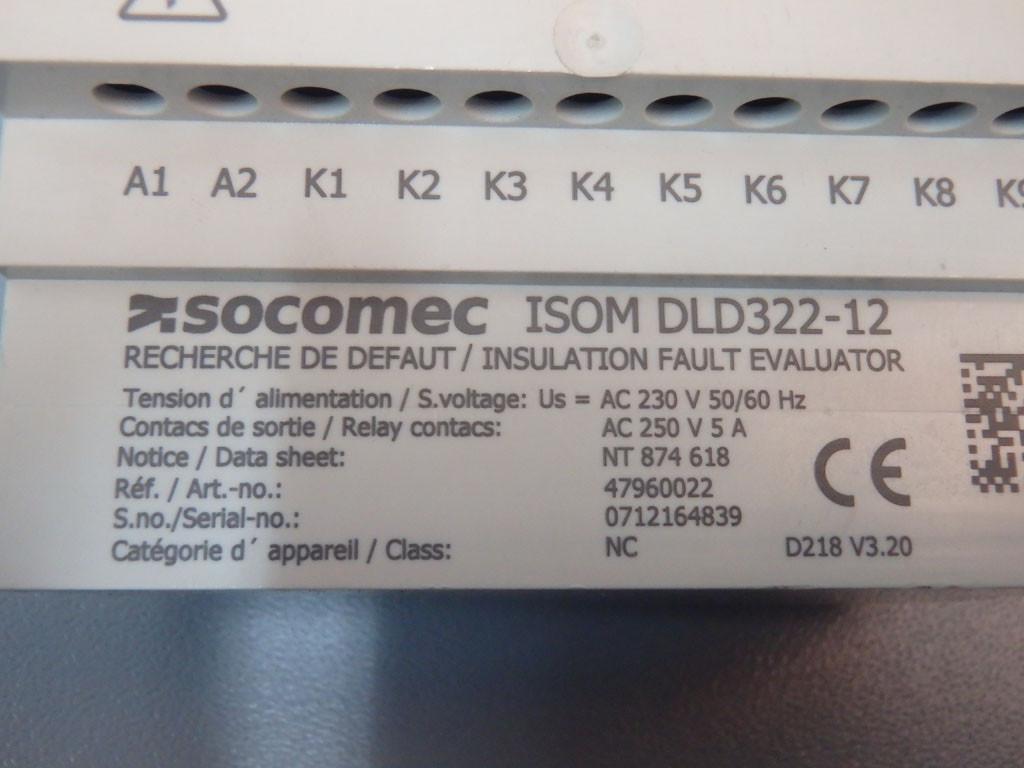 A1 A2 K1 K2 K3 K4 K5 K6 K7 K8 K9
socomec ISOM DLD322-12
RECHERCHE DE DEFAUT / INSULATION FAULT EVALUATOR
Tension d´ alimentation / S.voltage: Us = AC 230 V 50/60 Hz
Contacs de sortie / Relay contacs: AC 250 V 5 A
Notice / Data sheet: NT 874 618
Réf. / Art.-no.: 47960022
S.no./Serial-no.: 0712164839
Catégorie d´ appareil / Class: NC D218 V3.20
CE